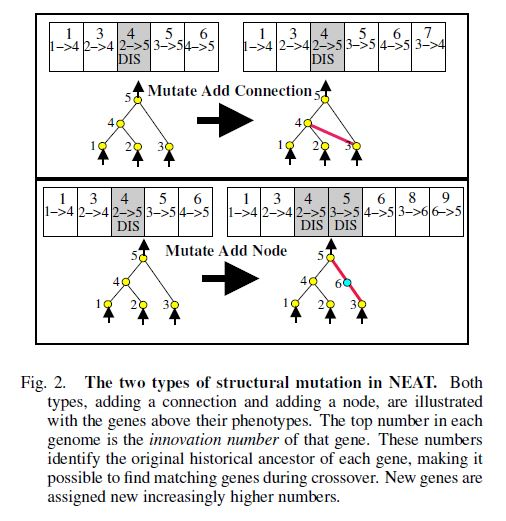 1 3 4 5 6
1->4 2->4 2->5 3->5 4->5
DIS
1 3 4 5 6 7
1->4 2->4 2->5 3->5 4->5 3->4
DIS
Mutate Add Connection
5
4
1 2 3
5
4
1 2 3
1 3 4 5 6
1->4 2->4 2->5 3->5 4->5
DIS
1 3 4 5 6 8 9
1->4 2->4 2->5 3->5 4->5 3->6 6->5
DIS DIS
Mutate Add Node
5
4
1 2 3
5
4 6
1 2 3
Fig. 2. The two types of structural mutation in NEAT. Both
types, adding a connection and adding a node, are illustrated
with the genes above their phenotypes. The top number in each
genome is the innovation number of that gene. These numbers
identify the original historical ancestor of each gene, making it
possible to find matching genes during crossover. New genes are
assigned new increasingly higher numbers.